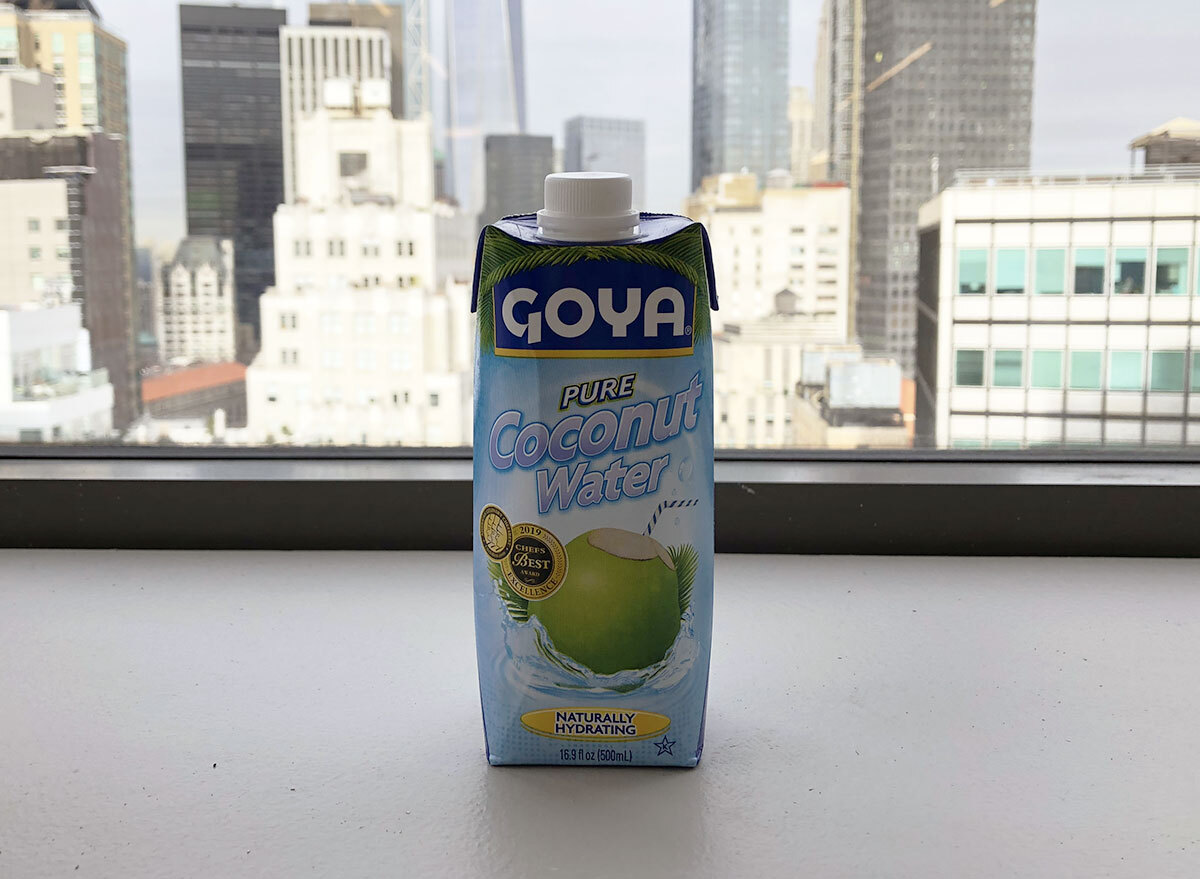 GOYA®
PURE
Coconut
Water
2019
CHEFS
BEST
AWARD
EXCELLENCE
NATURALLY
HYDRATING
K
16.9 fl oz (500mL)